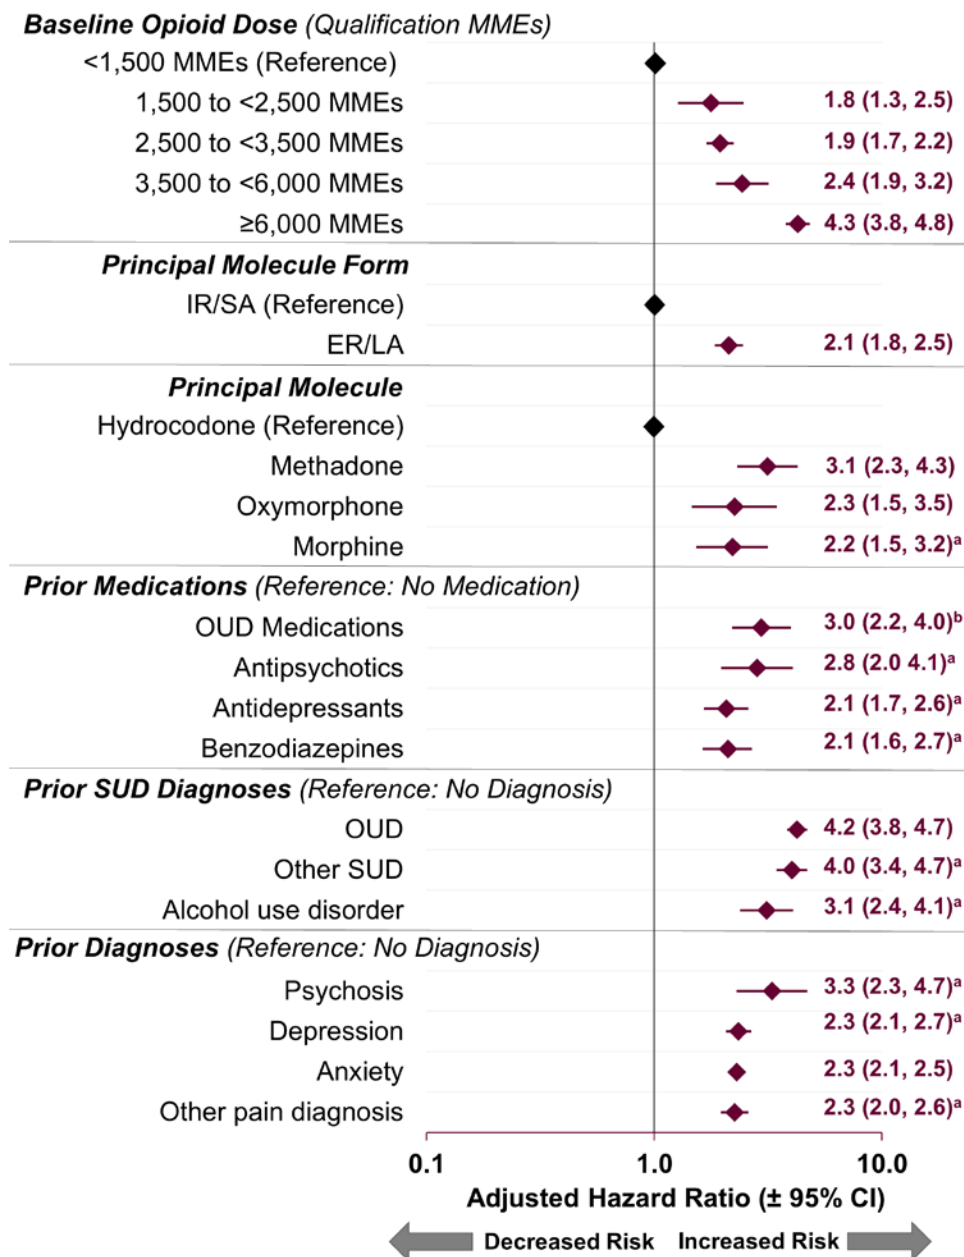 Baseline Opioid Dose (Qualification MMEs)
<1,500 MMEs (Reference)
1,500 to <2,500 MMEs 1.8 (1.3, 2.5)
2,500 to <3,500 MMEs 1.9 (1.7, 2.2)
3,500 to <6,000 MMEs 2.4 (1.9, 3.2)
≥6,000 MMEs 4.3 (3.8, 4.8)
Principal Molecule Form
IR/SA (Reference)
ER/LA 2.1 (1.8, 2.5)
Principal Molecule
Hydrocodone (Reference)
Methadone 3.1 (2.3, 4.3)
Oxymorphone 2.3 (1.5, 3.5)
Morphine 2.2 (1.5, 3.2)ᵃ
Prior Medications (Reference: No Medication)
OUD Medications 3.0 (2.2, 4.0)ᵇ
Antipsychotics 2.8 (2.0 4.1)ᵃ
Antidepressants 2.1 (1.7, 2.6)ᵃ
Benzodiazepines 2.1 (1.6, 2.7)ᵃ
Prior SUD Diagnoses (Reference: No Diagnosis)
OUD 4.2 (3.8, 4.7)
Other SUD 4.0 (3.4, 4.7)ᵃ
Alcohol use disorder 3.1 (2.4, 4.1)ᵃ
Prior Diagnoses (Reference: No Diagnosis)
Psychosis 3.3 (2.3, 4.7)ᵃ
Depression 2.3 (2.1, 2.7)ᵃ
Anxiety 2.3 (2.1, 2.5)
Other pain diagnosis 2.3 (2.0, 2.6)ᵃ
0.1 1.0 10.0
Adjusted Hazard Ratio (± 95% CI)
Decreased Risk Increased Risk